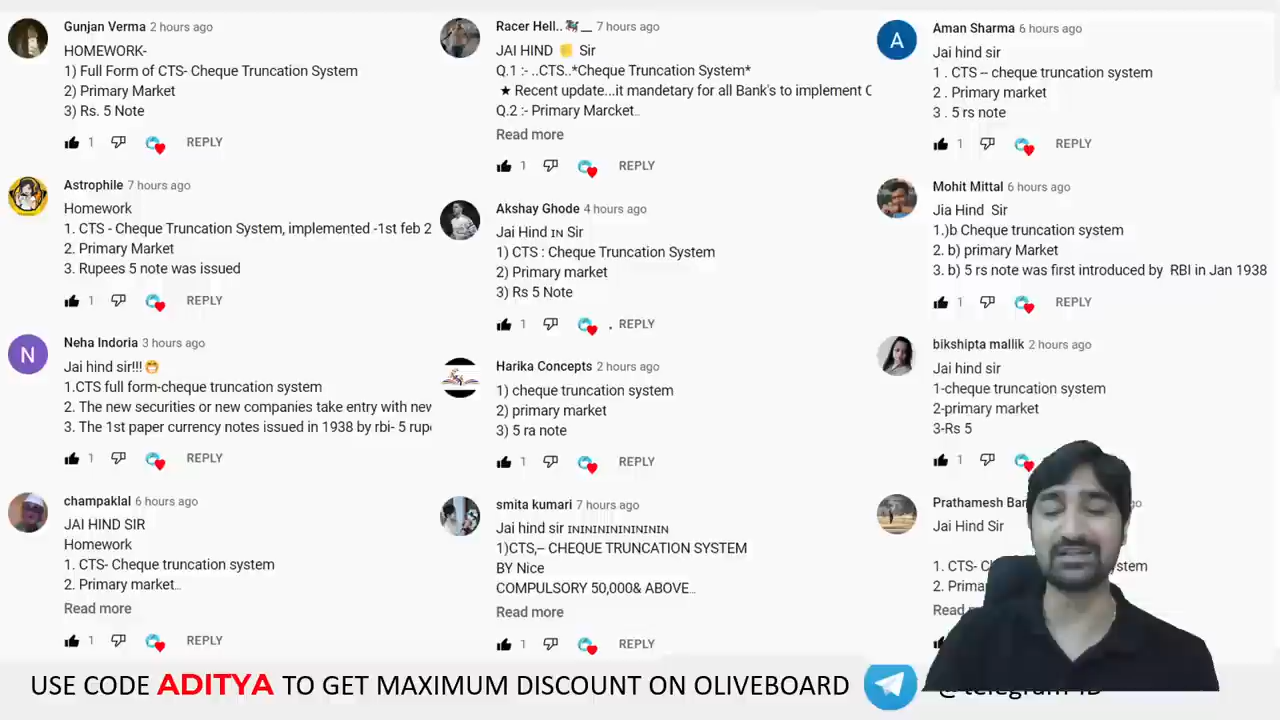 Gunjan Verma 2 hours ago
HOMEWORK-
1) Full Form of CTS- Cheque Truncation System
2) Primary Market
3) Rs. 5 Note
1 REPLY
Astrophile 7 hours ago
Homework
1. CTS - Cheque Truncation System, implemented -1st feb 2
2. Primary Market
3. Rupees 5 note was issued
1 REPLY
N
Neha Indoria 3 hours ago
Jai hind sir!!!
1.CTS full form-cheque truncation system
2. The new securities or new companies take entry with new
3. The 1st paper currency notes issued in 1938 by rbi- 5 rup
1 REPLY
champaklal 6 hours ago
JAI HIND SIR
Homework
1. CTS- Cheque truncation system
2. Primary market...
Read more
1 REPLY
Racer Hell.. __ 7 hours ago
JAI HIND Sir
Q.1 :- ..CTS..*Cheque Truncation System*
★ Recent update...it mandetary for all Bank's to implement C
Q.2 :- Primary Marcket...
Read more
1 REPLY
Akshay Ghode 4 hours ago
Jai Hind ɪɴ Sir
1) CTS : Cheque Truncation System
2) Primary market
3) Rs 5 Note
1 . REPLY
Harika Concepts 2 hours ago
1) cheque truncation system
2) primary market
3) 5 ra note
1 REPLY
smita kumari 7 hours ago
Jai hind sir ɪɴɪɴɪɴɪɴɪɴɪɴɪɴ
1)CTS,-- CHEQUE TRUNCATION SYSTEM
BY Nice
COMPULSORY 50,000& ABOVE...
Read more
1 REPLY
A
Aman Sharma 6 hours ago
Jai hind sir
1 . CTS -- cheque truncation system
2 . Primary market
3 . 5 rs note
1 REPLY
Mohit Mittal 6 hours ago
Jia Hind Sir
1.)b Cheque truncation system
2. b) primary Market
3. b) 5 rs note was first introduced by RBI in Jan 1938
1 REPLY
bikshipta mallik 2 hours ago
Jai hind sir
1-cheque truncation system
2-primary market
3-Rs 5
1
Prathamesh Ban
Jai Hind Sir
1. CTS- Ch ystem
2. Prima
Read
USE CODE ADITYA TO GET MAXIMUM DISCOUNT ON OLIVEBOARD